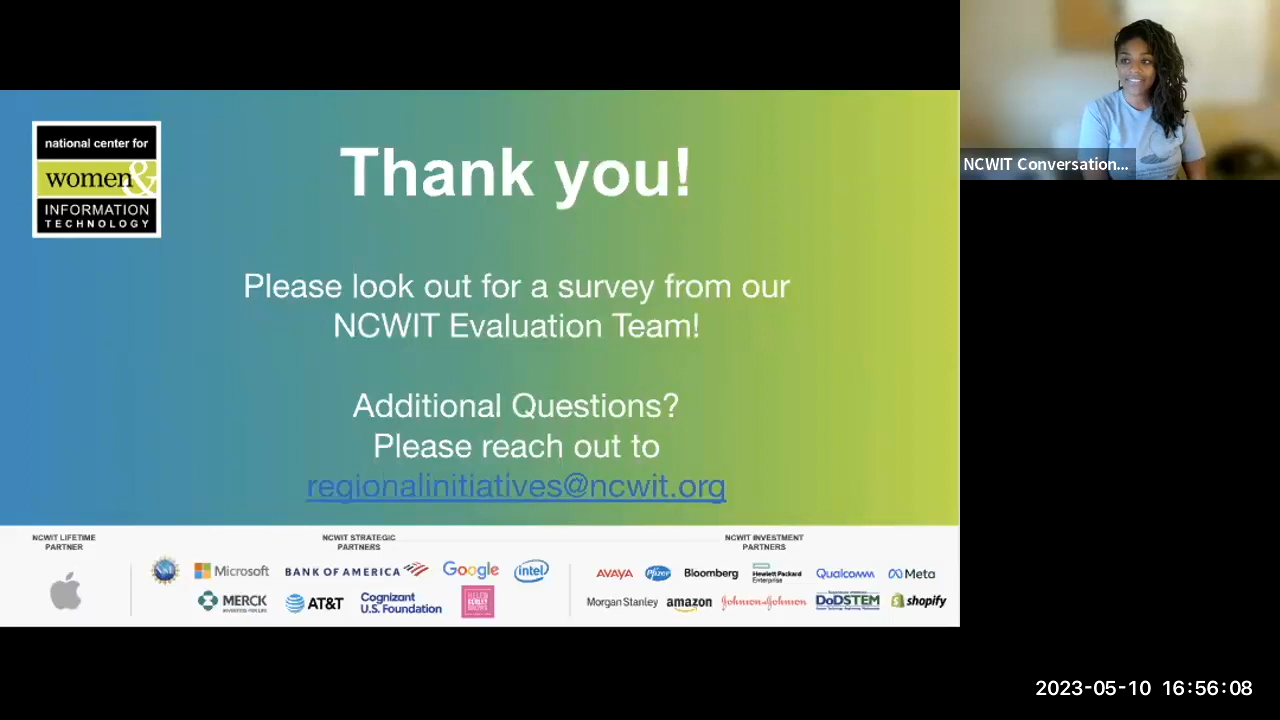 national center for
women&
INFORMATION
TECHNOLOGY
Thank you!
Please look out for a survey from our
NCWIT Evaluation Team!
Additional Questions?
Please reach out to
regionalinitiatives@ncwit.org
NCWIT Conversation...
NCWIT LIFETIME
PARTNER
NCWIT STRATEGIC
PARTNERS
NCWIT INVESTMENT
PARTNERS
NSF Microsoft BANK OF AMERICA Google intel
MERCK AT&T Cognizant
U.S. Foundation
AVAYA Pfizer Bloomberg Hewlett Packard
Enterprise Qualcomm Meta
Morgan Stanley amazon Johnson & Johnson DoDSTEM shopify
2023-05-10 16:56:08